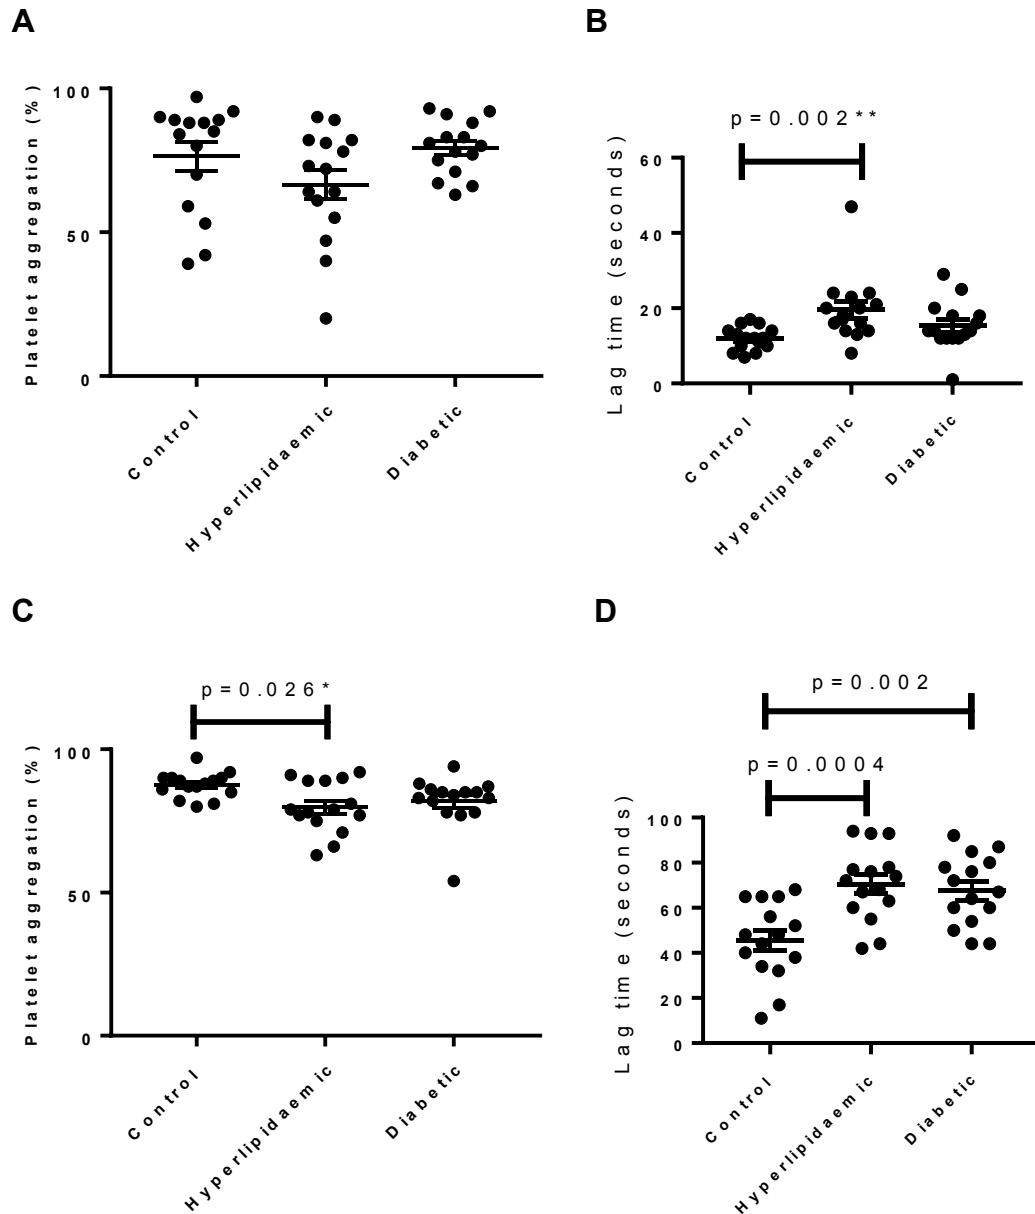 A
Platelet aggregation (%)
100
50
0
Control
Hyperlipidaemic
Diabetic
B
p=0.002**
Lag time (seconds)
60
40
20
0
Control
Hyperlipidaemic
Diabetic
C
p=0.026*
Platelet aggregation (%)
100
50
0
Control
Hyperlipidaemic
Diabetic
D
p=0.002
p=0.0004
Lag time (seconds)
100
80
60
40
20
0
Control
Hyperlipidaemic
Diabetic